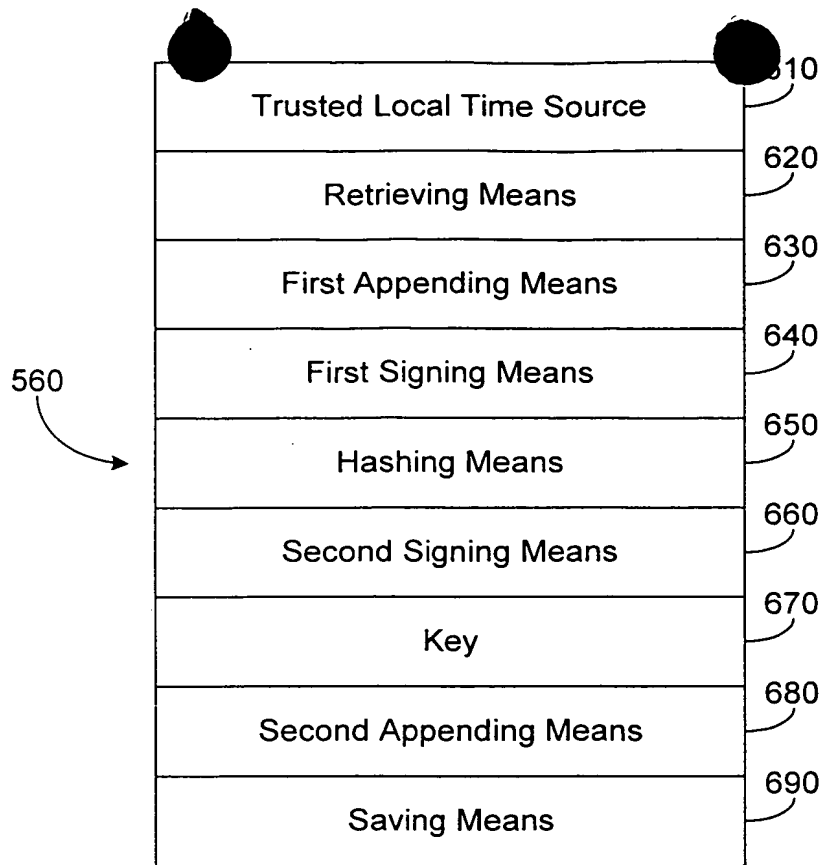 Trusted Local Time Source
620
Retrieving Means
630
First Appending Means
640
First Signing Means
560
650
Hashing Means
660
Second Signing Means
670
Key
680
Second Appending Means
690
Saving Means